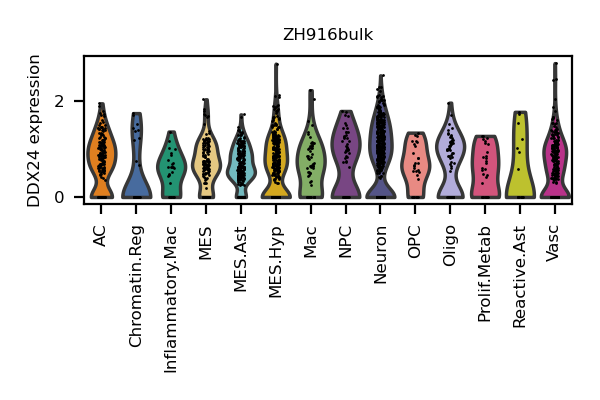 ZH916bulk
DDX24 expression
2
0
AC
Chromatin.Reg
Inflammatory.Mac
MES
MES.Ast
MES.Hyp
Mac
NPC
Neuron
OPC
Oligo
Prolif.Metab
Reactive.Ast
Vasc